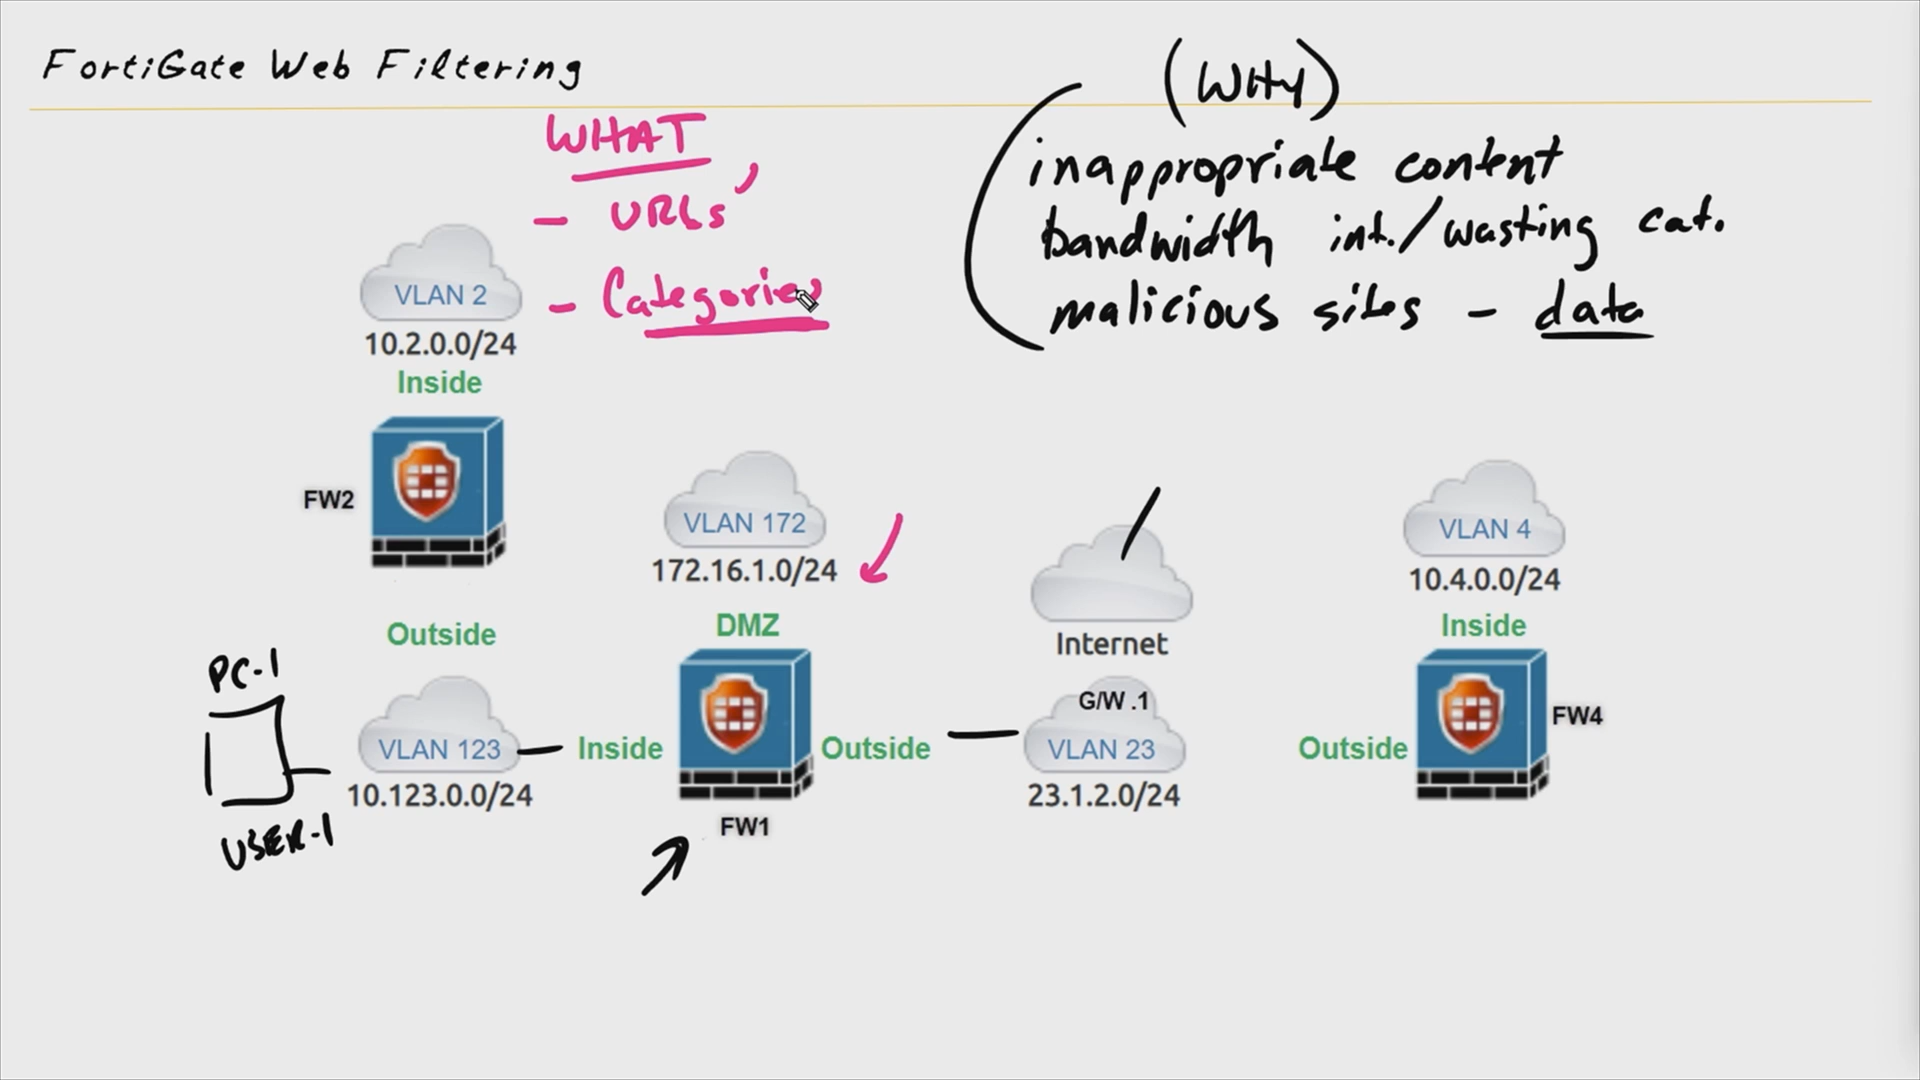 FortiGate Web Filtering
(WHY)
WHAT
- URLs
- Categories
inappropriate content
bandwidth int./wasting cat.
malicious sites - data
VLAN 2
10.2.0.0/24
Inside
FW2
Outside
VLAN 172
172.16.1.0/24
DMZ
Internet
VLAN 4
10.4.0.0/24
Inside
PC-1
USER-1
VLAN 123
10.123.0.0/24
Inside
FW1
Outside
G/W .1
VLAN 23
23.1.2.0/24
Outside
FW4